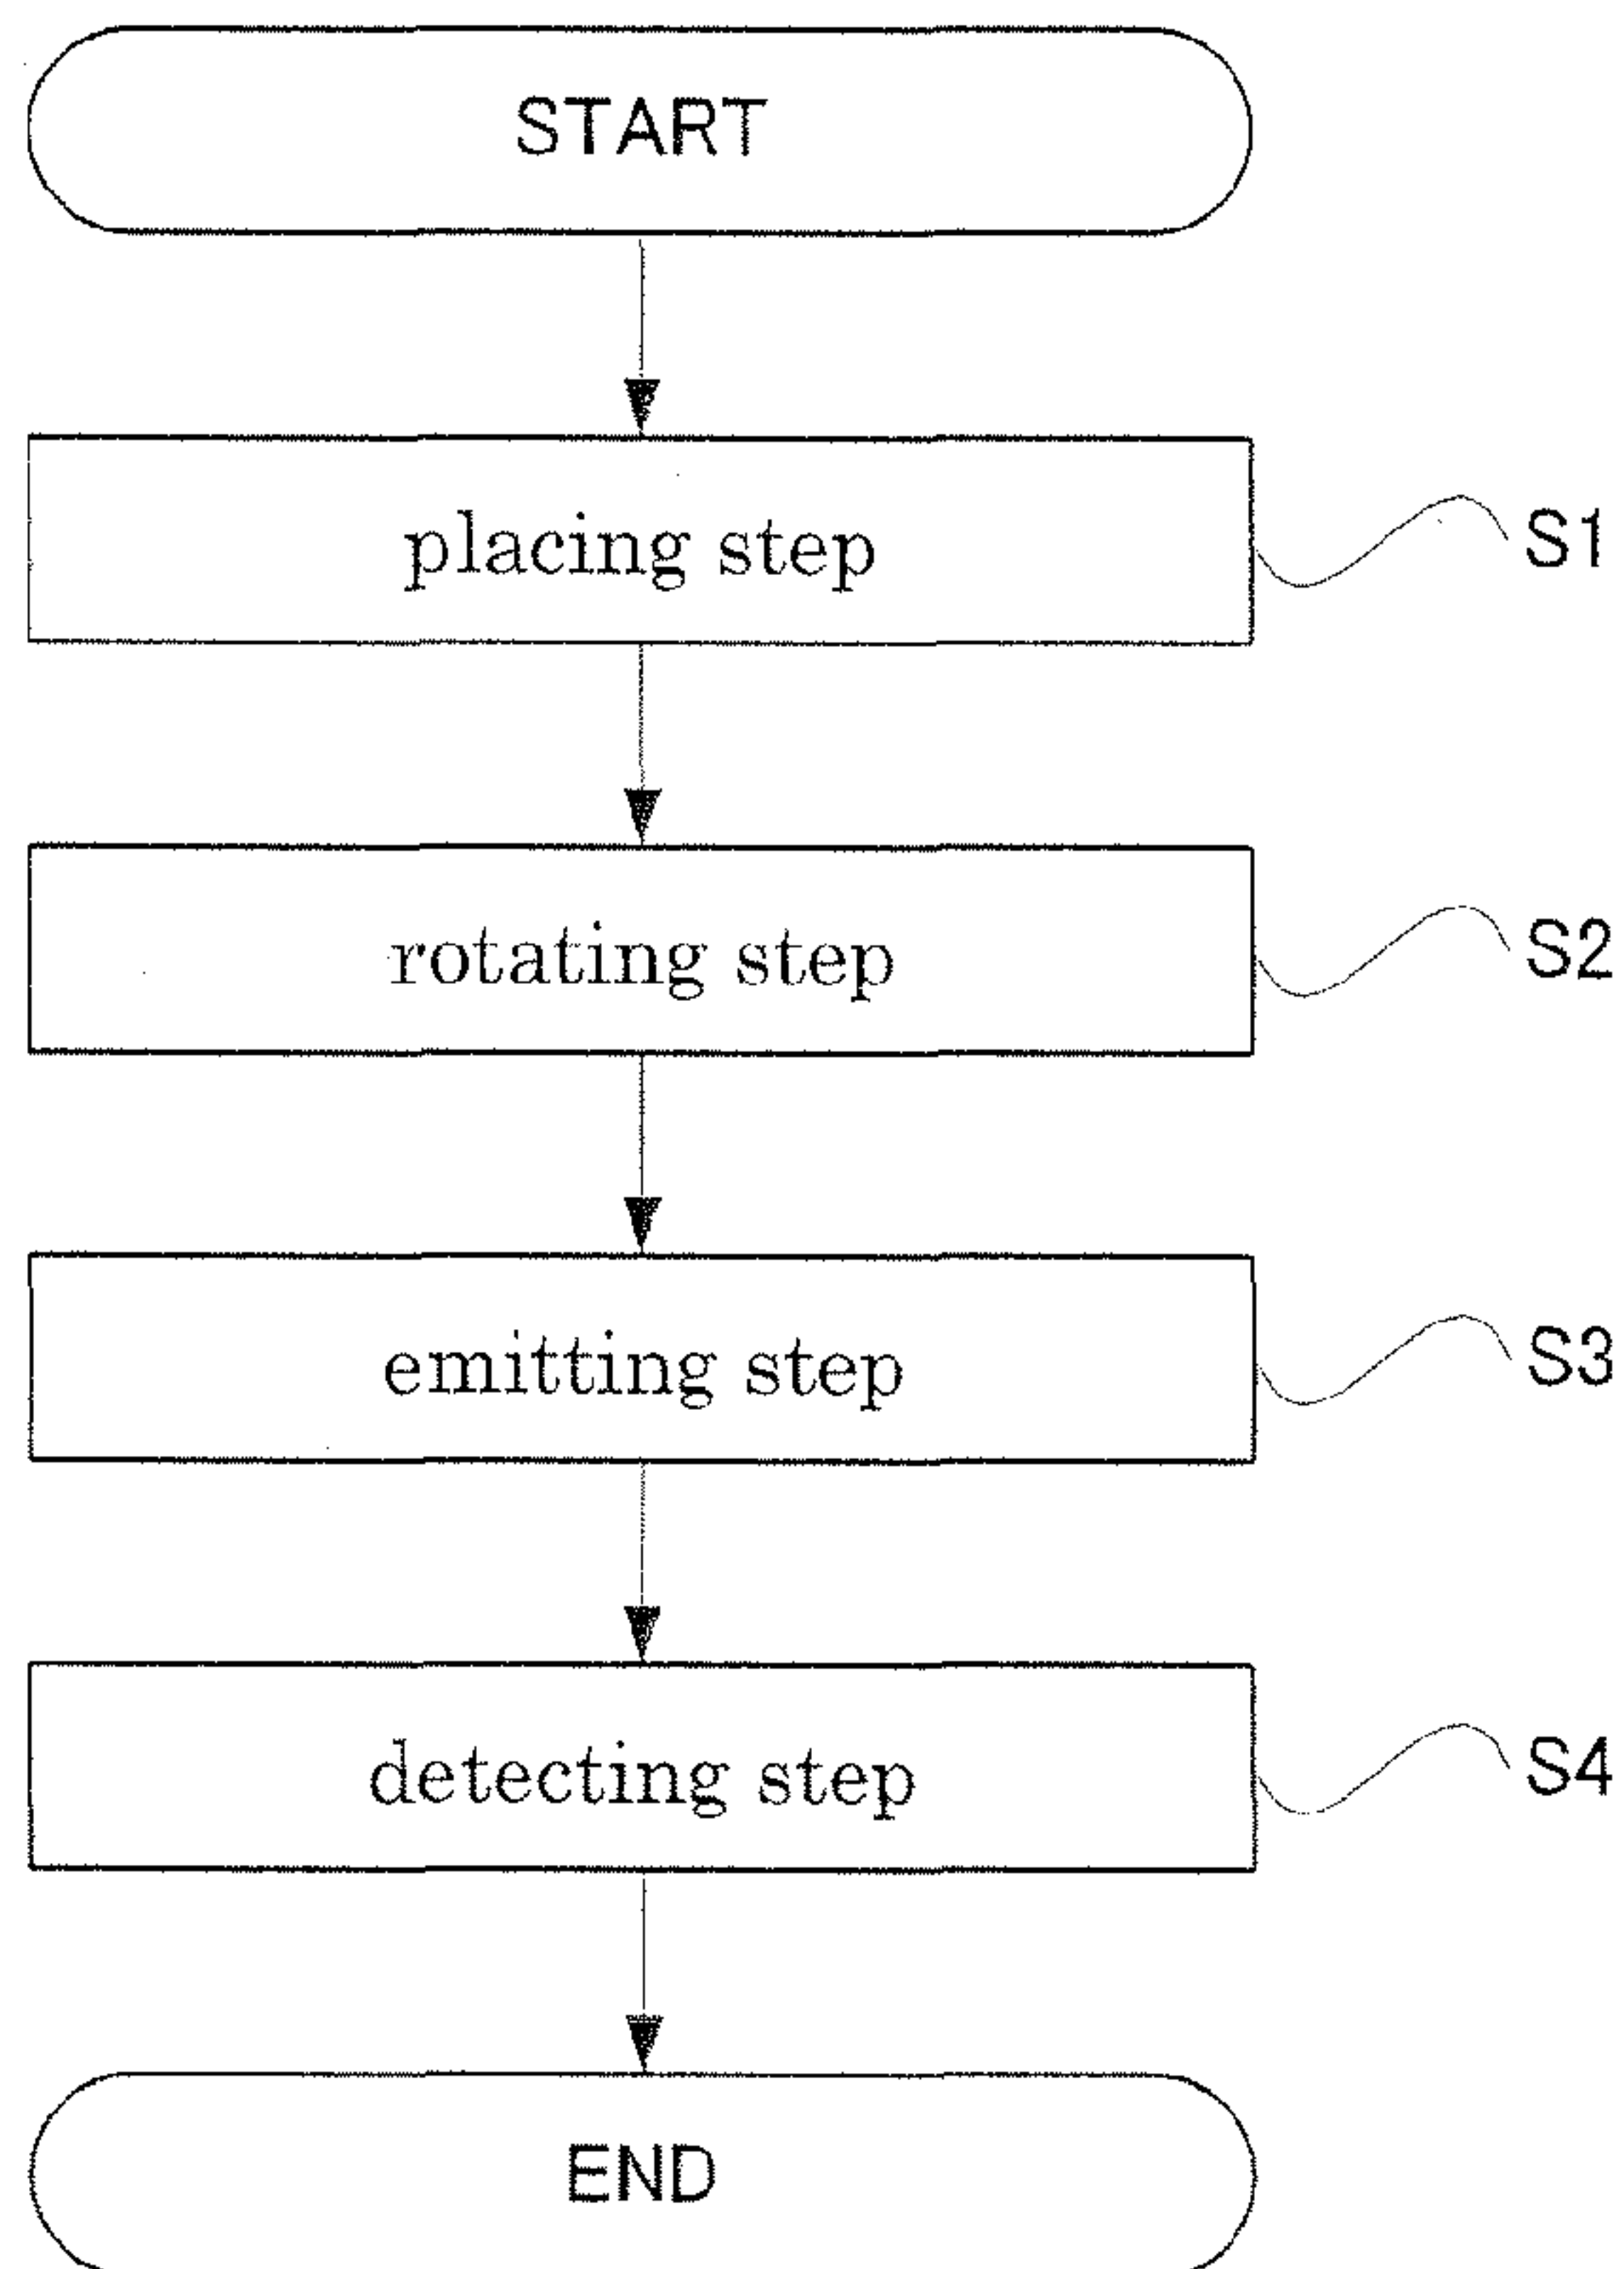 START
placing step
S1
rotating step
S2
emitting step
S3
detecting step
S4
END